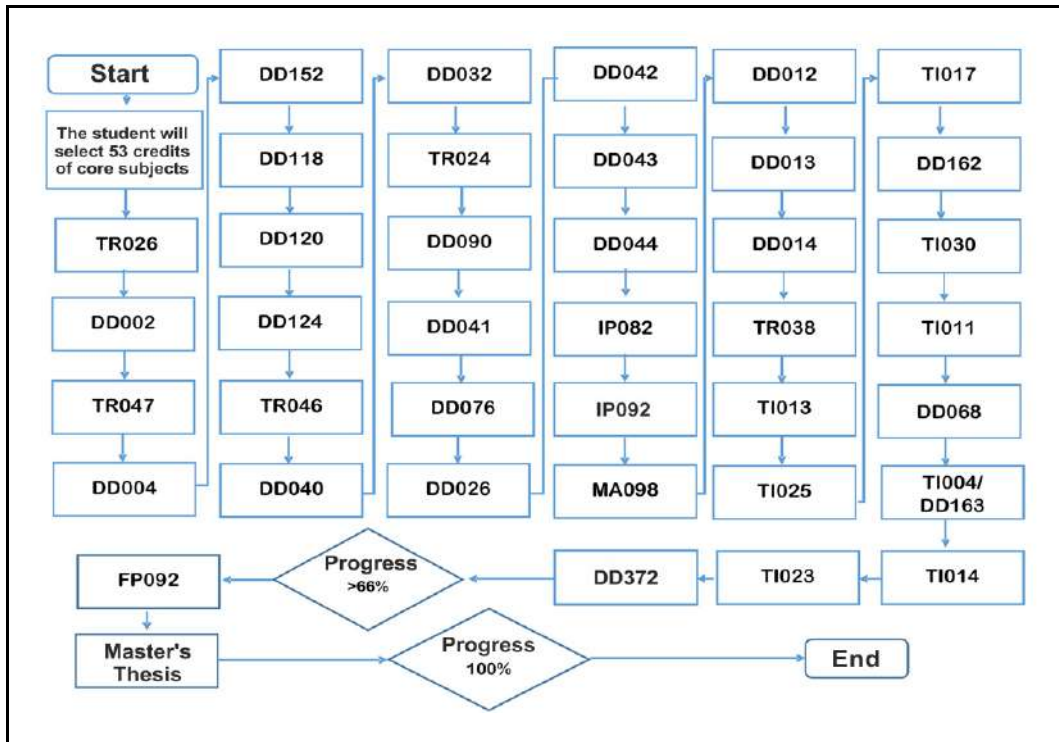 Start
The student will
select 53 credits
of core subjects
TR026
DD002
TR047
DD004
DD152
DD118
DD120
DD124
TR046
DD040
DD032
TR024
DD090
DD041
DD076
DD026
DD042
DD043
DD044
IP082
IP092
MA098
DD012
DD013
DD014
TR038
TI013
TI025
TI017
DD162
TI030
TI011
DD068
TI004/
DD163
TI014
TI023
DD372
Progress
>66%
FP092
Master's
Thesis
Progress
100%
End